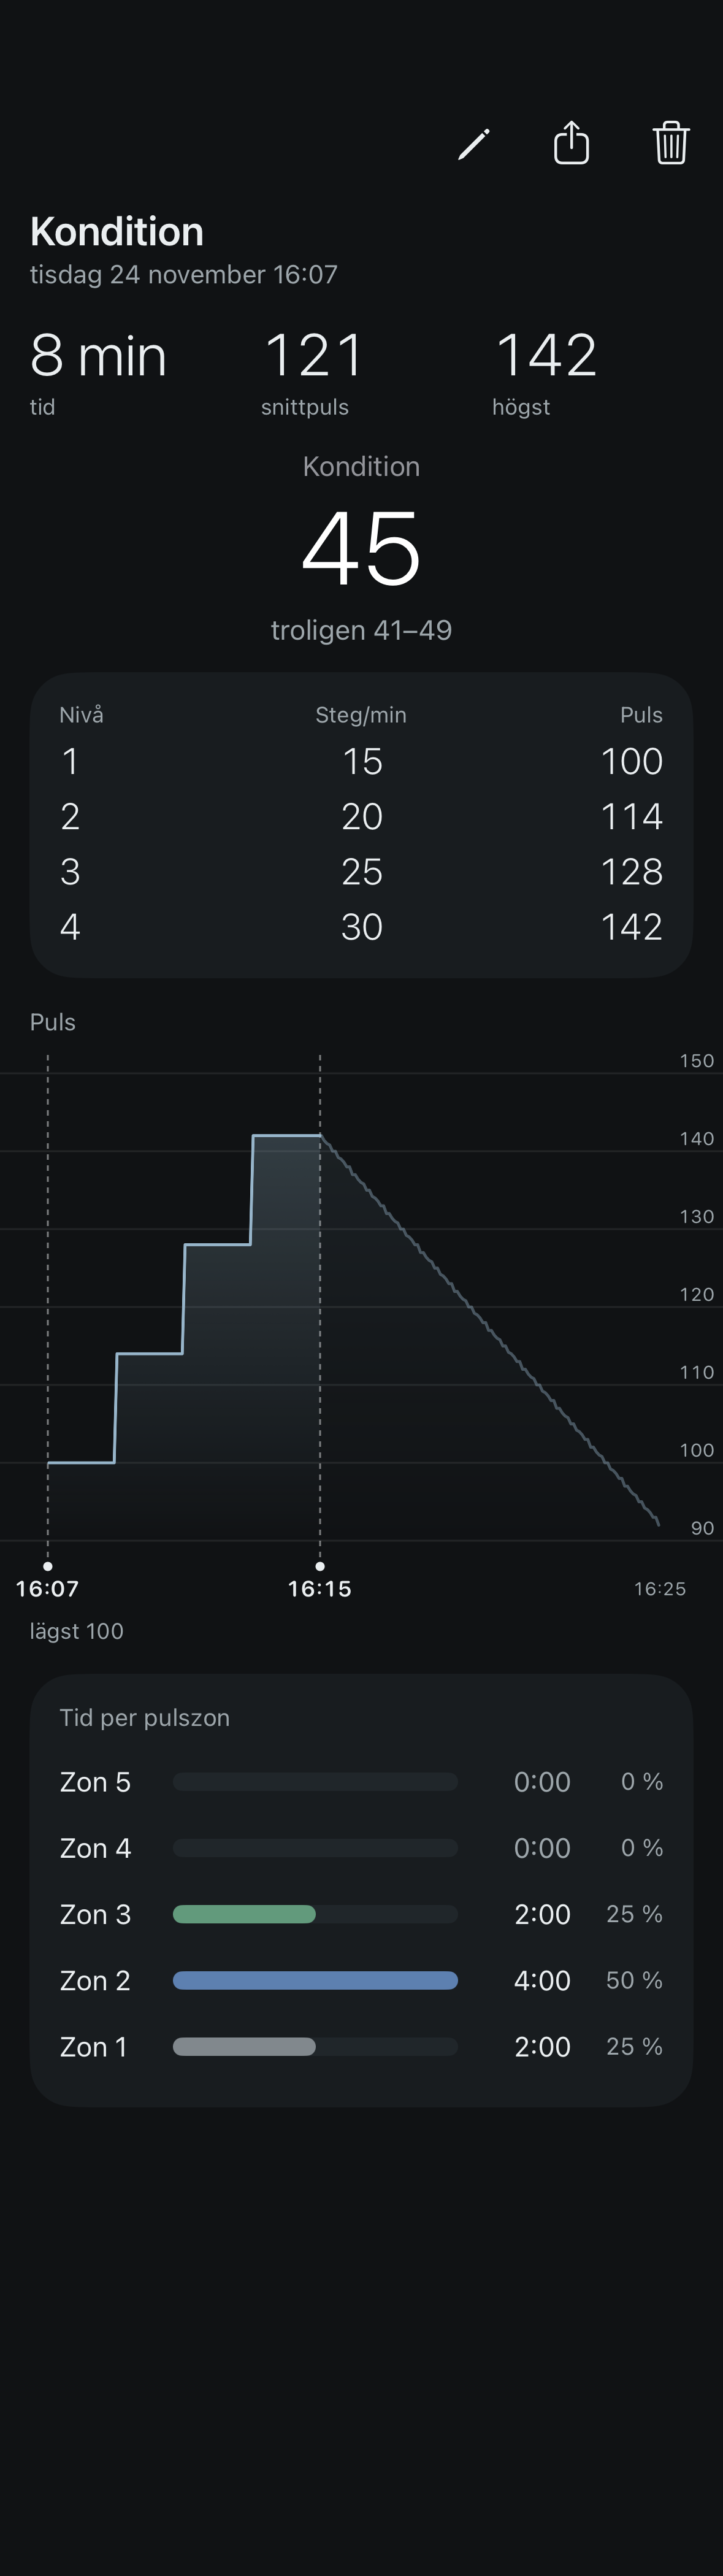 Kondition
tisdag 24 november 16:07
8 min 121 142
tid snittpuls högst
Kondition
45
troligen 41–49
Nivå Steg/min Puls
1 15 100
2 20 114
3 25 128
4 30 142
Puls
150
140
130
120
110
100
90
16:07 16:15 16:25
lägst 100
Tid per pulszon
Zon 5 0:00 0 %
Zon 4 0:00 0 %
Zon 3 2:00 25 %
Zon 2 4:00 50 %
Zon 1 2:00 25 %